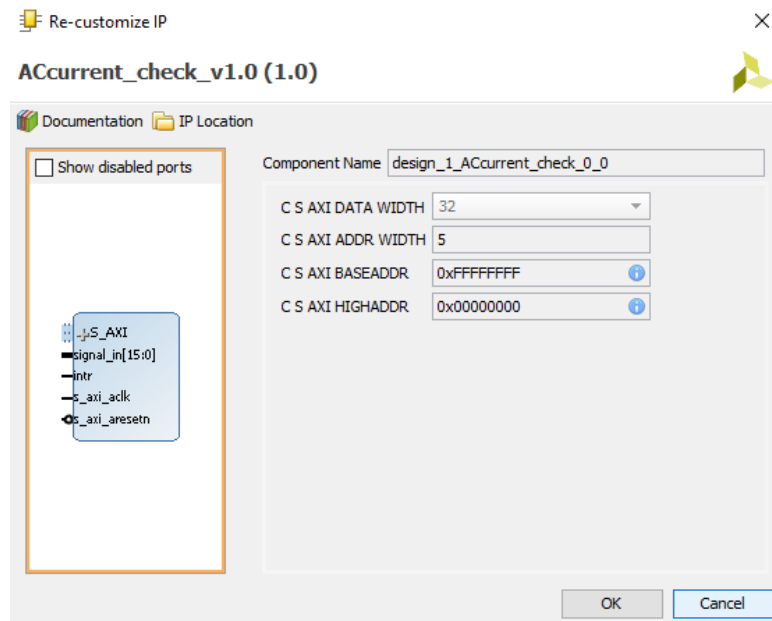 Re-customize IP
ACcurrent_check_v1.0 (1.0)
Documentation IP Location
Show disabled ports
S_AXI
signal_in[15:0]
intr
s_axi_aclk
s_axi_aresetn
Component Name design_1_ACcurrent_check_0_0
C S AXI DATA WIDTH 32
C S AXI ADDR WIDTH 5
C S AXI BASEADDR 0xFFFFFFFF
C S AXI HIGHADDR 0x00000000
OK Cancel